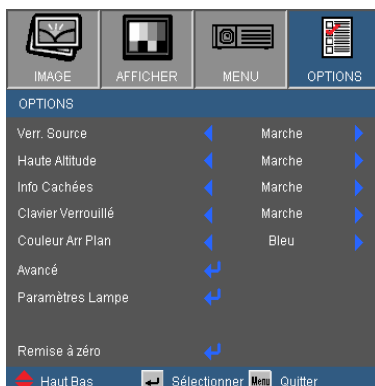 IMAGE AFFICHER MENU OPTIONS
OPTIONS
Verr. Source Marche
Haute Altitude Marche
Info Cachées Marche
Clavier Verrouillé Marche
Couleur Arr Plan Bleu
Avancé
Paramètres Lampe
Remise à zéro
Haut Bas Sélectionner Menu Quitter